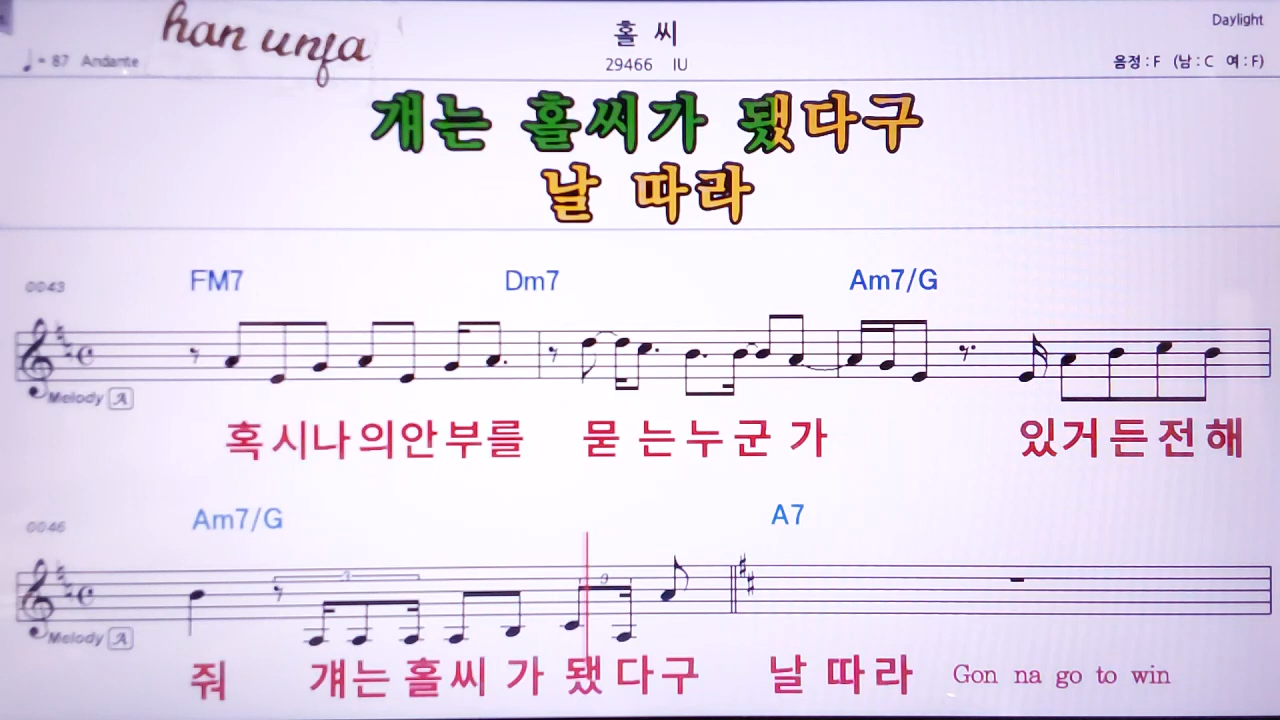 han unja
홀 씨
Daylight
♩= 87 Andante
29466 IU
음정 : F (남 : C 여 : F)
걔는 홀씨가 됐다구
날 따라
0043 FM7 Dm7 Am7/G
Melody A
혹시나의안부를 묻는누군가 있거든전해
0046 Am7/G A7
Melody A
줘 걔는홀씨가 됐다구 날 따라 Gon na go to win